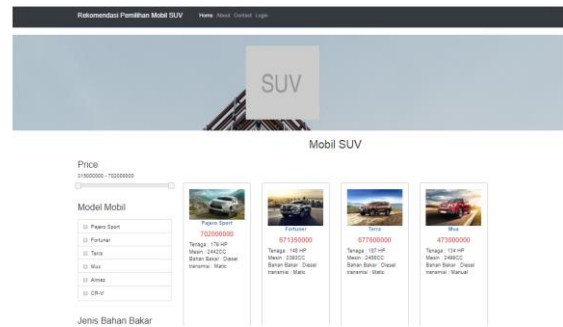 Rekomendasi Pemilihan Mobil SUV
Home About Contact Login
SUV
Mobil SUV
Price
315000000 - 702000000
Model Mobil
Pajero Sport
Fortuner
Terra
Mux
Almaz
CR-V
Jenis Bahan Bakar
Pajero Sport
702000000
Tenaga : 179 HP
Mesin : 2442CC
Bahan Bakar : Diesel
transmisi : Matic
Fortuner
671350000
Tenaga : 148 HP
Mesin : 2393CC
Bahan Bakar : Diesel
transmisi : Matic
Terra
677600000
Tenaga : 187 HP
Mesin : 2488CC
Bahan Bakar : Diesel
transmisi : Matic
Mux
473000000
Tenaga : 134 HP
Mesin : 2499CC
Bahan Bakar : Diesel
transmisi : Manual